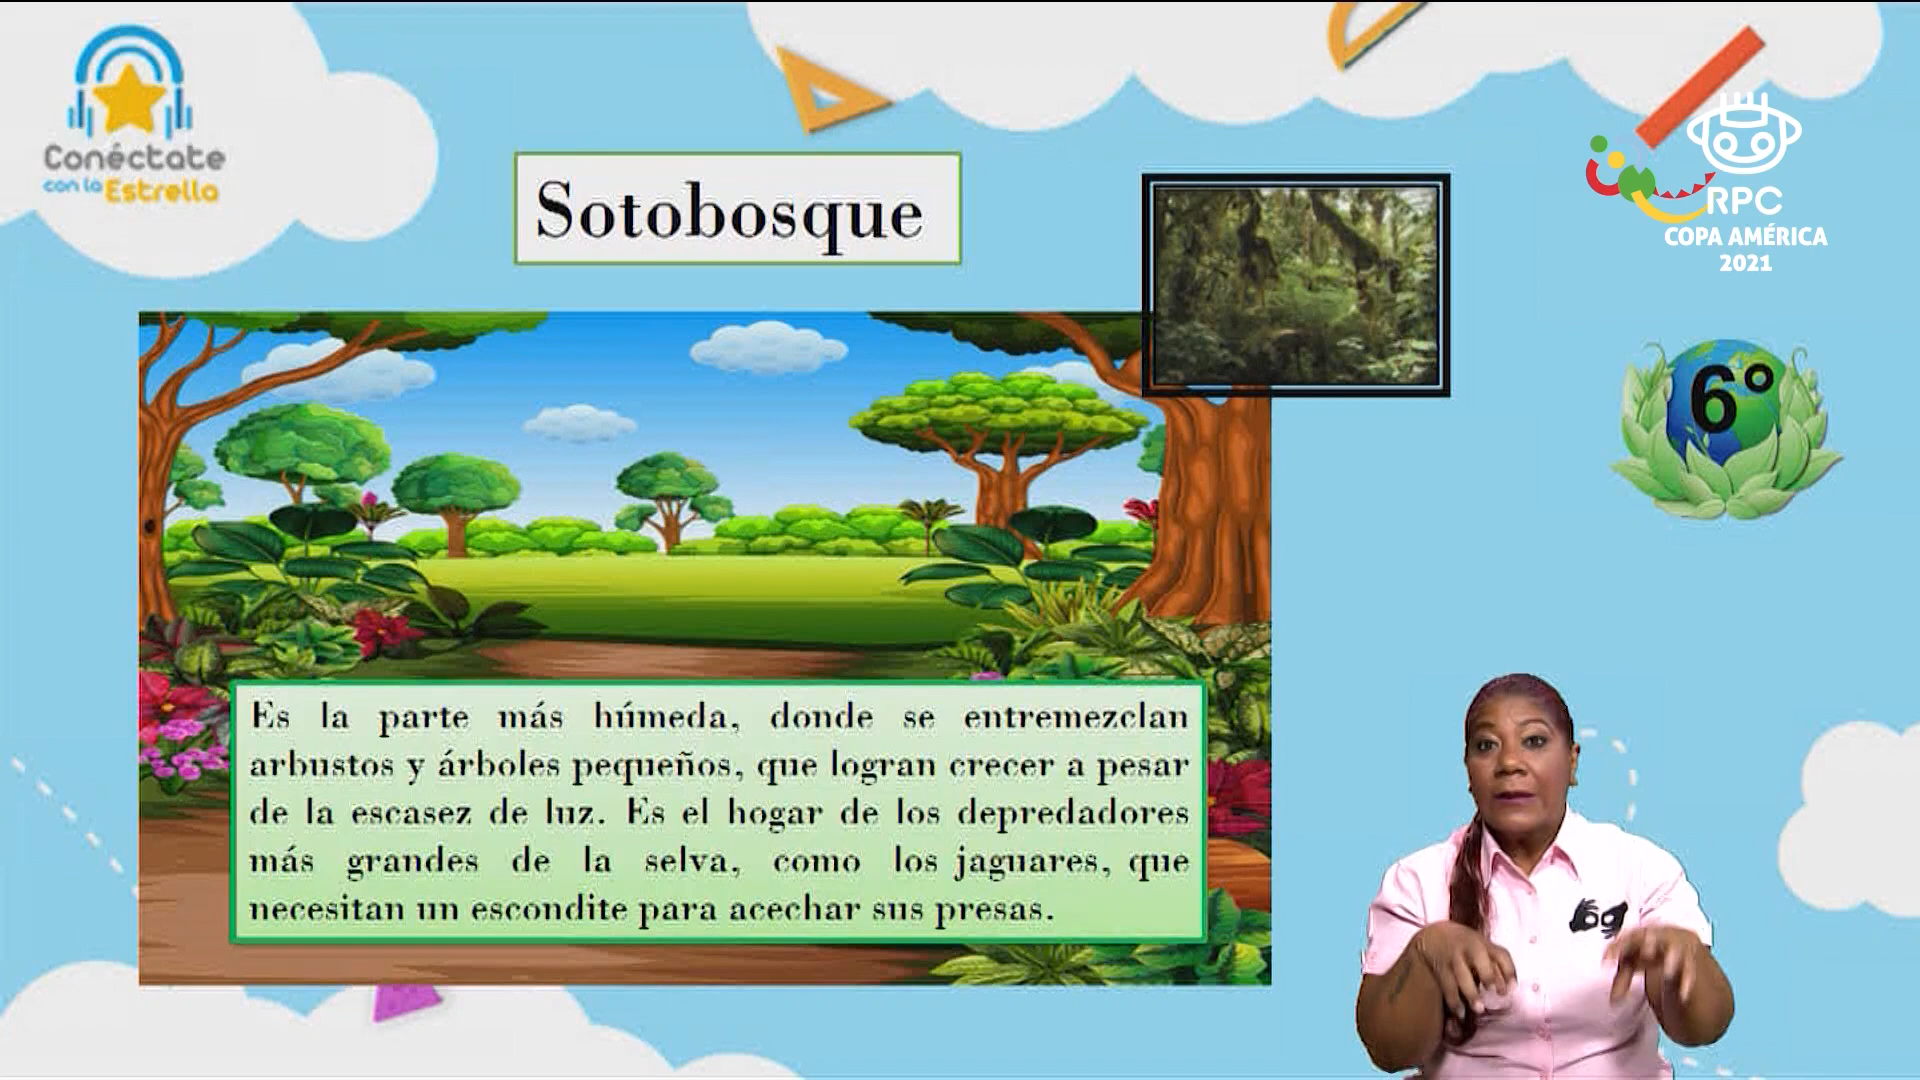 Conéctate
con la Estrella
Sotobosque
RPC
COPA AMÉRICA
2021
6°
Es la parte más húmeda, donde se entremezclan
arbustos y árboles pequeños, que logran crecer a pesar
de la escasez de luz. Es el hogar de los depredadores
más grandes de la selva, como los jaguares, que
necesitan un escondite para acechar sus presas.